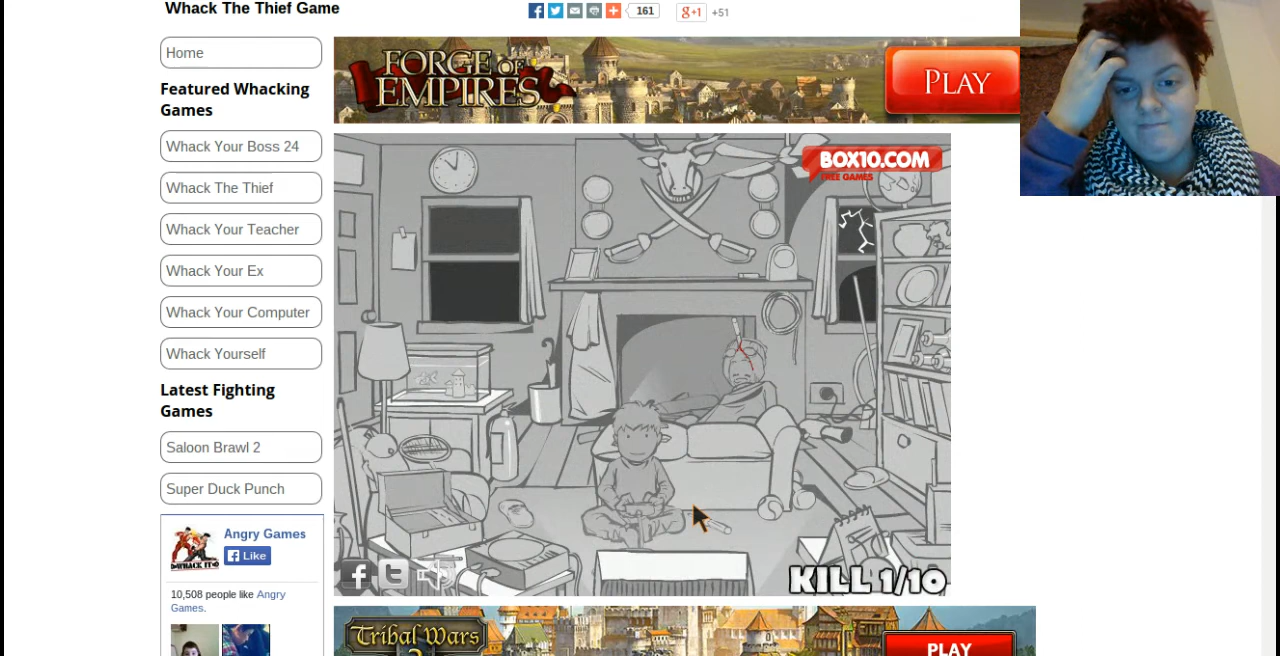 Whack The Thief Game
161
g+1 +51
Home
Featured Whacking
Games
Whack Your Boss 24
Whack The Thief
Whack Your Teacher
Whack Your Ex
Whack Your Computer
Whack Yourself
Latest Fighting
Games
Saloon Brawl 2
Super Duck Punch
Angry Games
Like
10,508 people like Angry
Games.
FORGE OF
EMPIRES
PLAY
BOX10.COM
FREE GAMES
KILL 1/10
Tribal Wars
2
PLAY